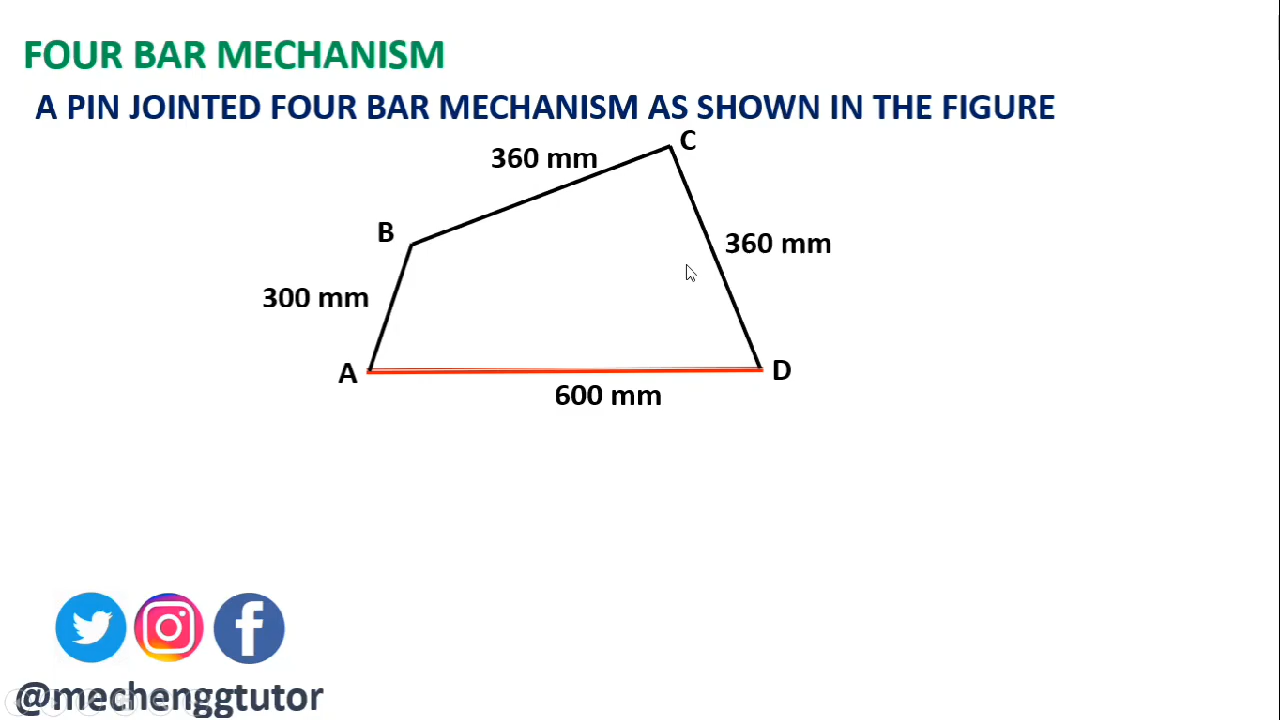 FOUR BAR MECHANISM
A PIN JOINTED FOUR BAR MECHANISM AS SHOWN IN THE FIGURE
C
360 mm
B
360 mm
300 mm
A
D
600 mm
@mechenggtutor